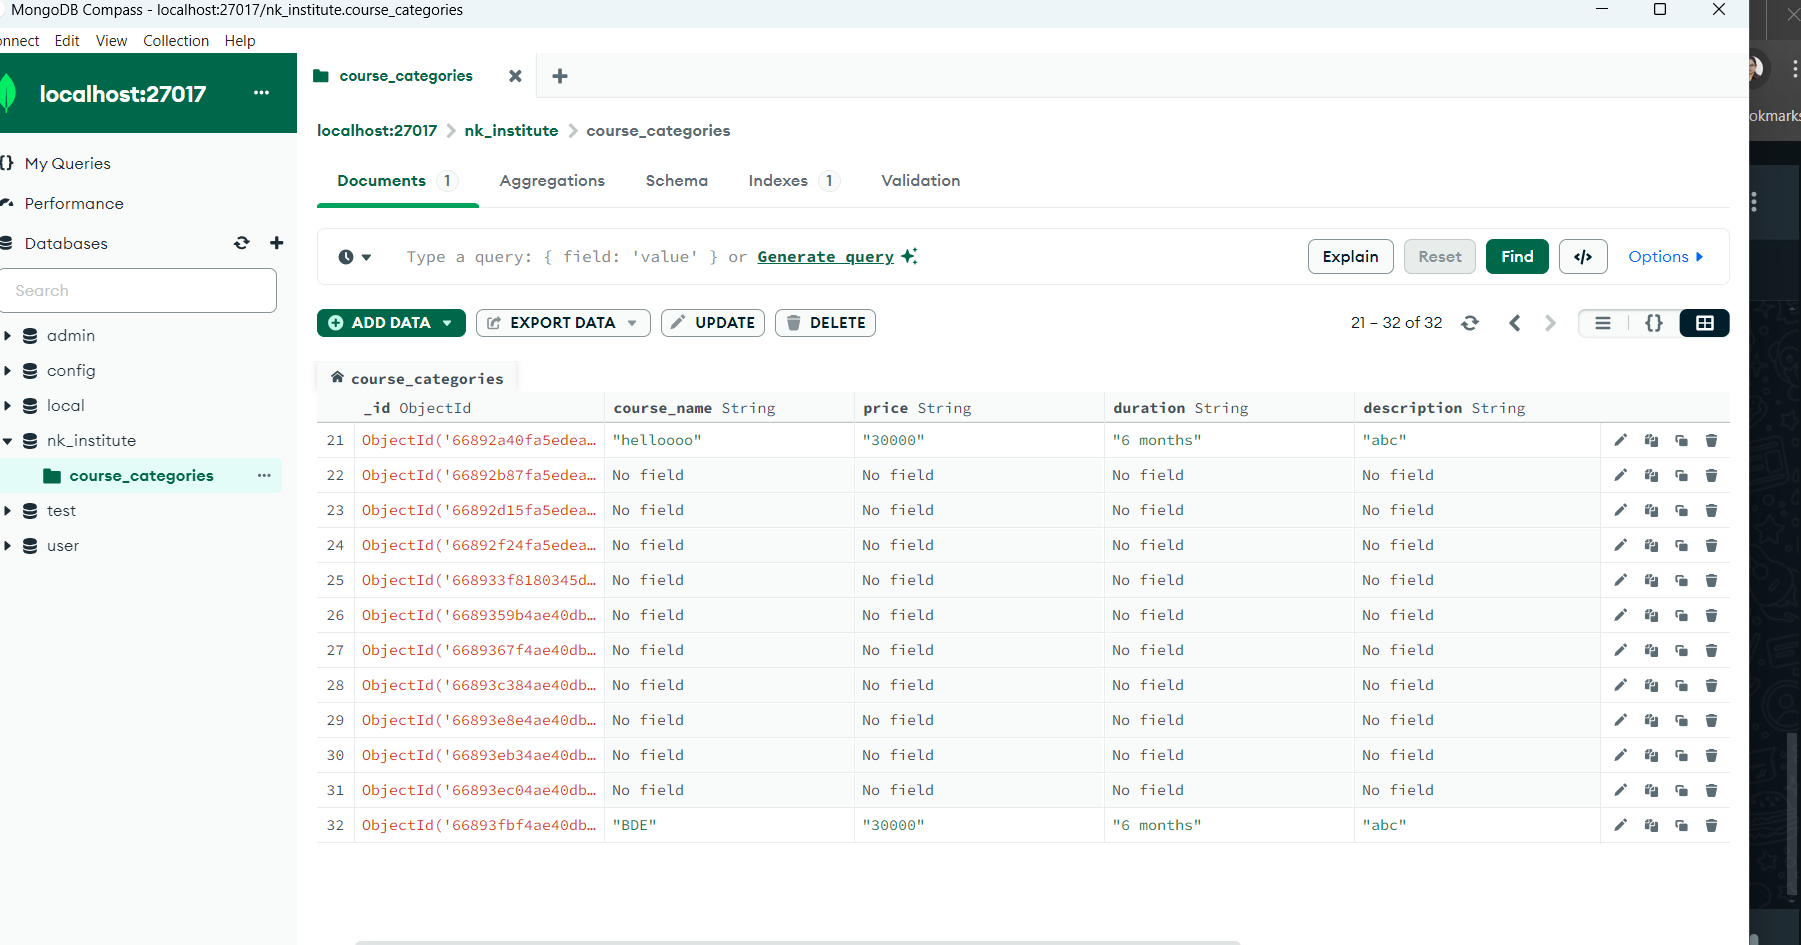 MongoDB Compass - localhost:27017/nk_institute.course_categories
onnect Edit View Collection Help
localhost:27017 ...
course_categories
localhost:27017 > nk_institute > course_categories
My Queries
Performance
Databases
Search
admin
config
local
nk_institute
course_categories ...
test
user
Documents 1 Aggregations Schema Indexes 1 Validation
Type a query: { field: 'value' } or Generate query
Explain Reset Find </> Options
ADD DATA EXPORT DATA UPDATE DELETE 21 – 32 of 32 {}
course_categories
_id ObjectId course_name String price String duration String description String
21 ObjectId('66892a40fa5edea… "helloooo" "30000" "6 months" "abc"
22 ObjectId('66892b87fa5edea… No field No field No field No field
23 ObjectId('66892d15fa5edea… No field No field No field No field
24 ObjectId('66892f24fa5edea… No field No field No field No field
25 ObjectId('668933f8180345d… No field No field No field No field
26 ObjectId('6689359b4ae40db… No field No field No field No field
27 ObjectId('6689367f4ae40db… No field No field No field No field
28 ObjectId('66893c384ae40db… No field No field No field No field
29 ObjectId('66893e8e4ae40db… No field No field No field No field
30 ObjectId('66893eb34ae40db… No field No field No field No field
31 ObjectId('66893ec04ae40db… No field No field No field No field
32 ObjectId('66893fbf4ae40db… "BDE" "30000" "6 months" "abc"
okmarks